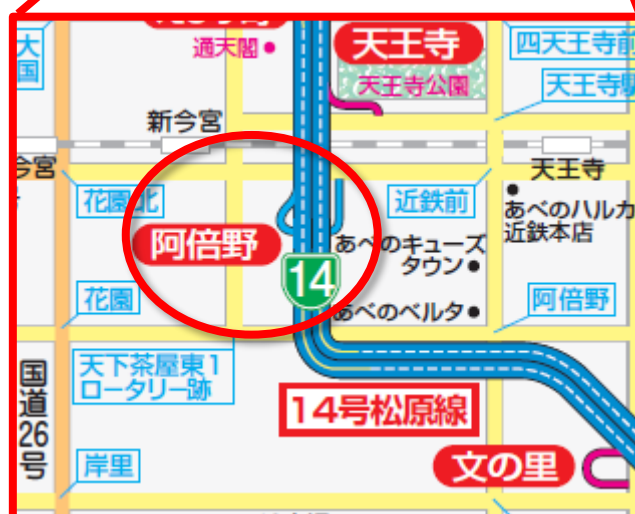 大国
通天閣
天王寺
天王寺公園
四天王寺前
天王寺駅
新今宮
今宮
花園北
近鉄前
天王寺
あべのハルカ
近鉄本店
阿倍野
あべのキューズ
タウン
14
花園
あべのベルタ
阿倍野
国道26号
天下茶屋東1
ロータリー跡
14号松原線
岸里
文の里